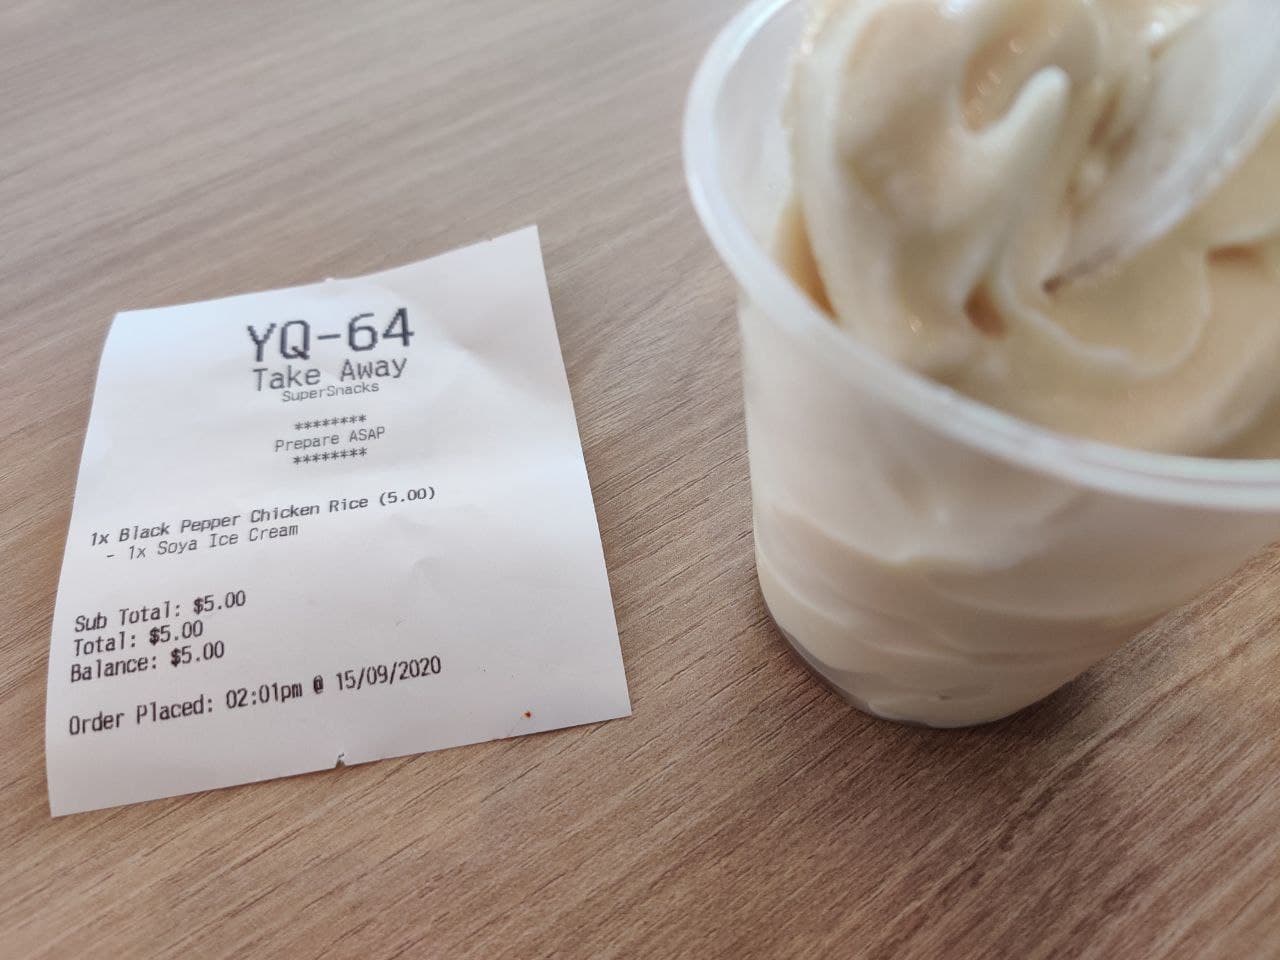 YQ-64
Take Away
SuperSnacks
********
Prepare ASAP
********
1x Black Pepper Chicken Rice (5.00)
- 1x Soya Ice Cream
Sub Total: $5.00
Total: $5.00
Balance: $5.00
Order Placed: 02:01pm @ 15/09/2020